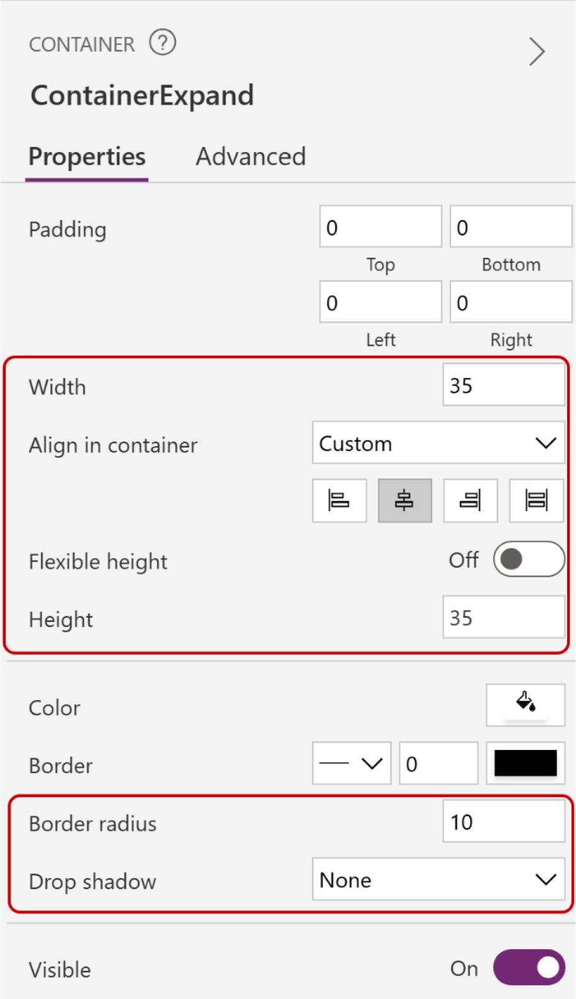 CONTAINER ?
ContainerExpand
Properties Advanced
Padding 0 0
Top Bottom
0 0
Left Right
Width 35
Align in container Custom
Flexible height Off
Height 35
Color
Border 0
Border radius 10
Drop shadow None
Visible On